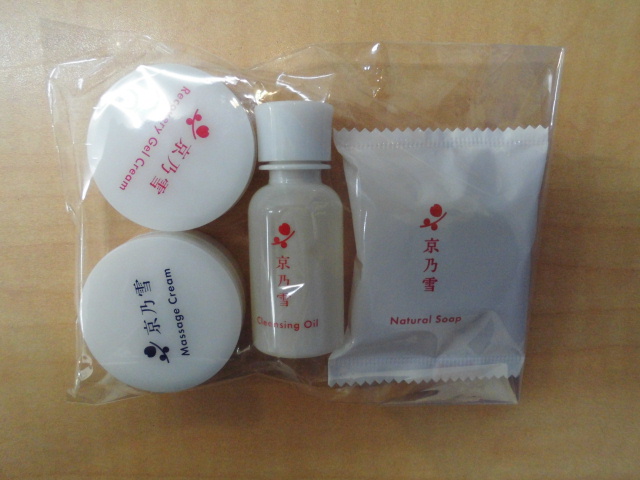 京乃雪
Recovery Gel Cream
京乃雪
Massage Cream
京乃雪
Cleansing Oil
京乃雪
Natural Soap